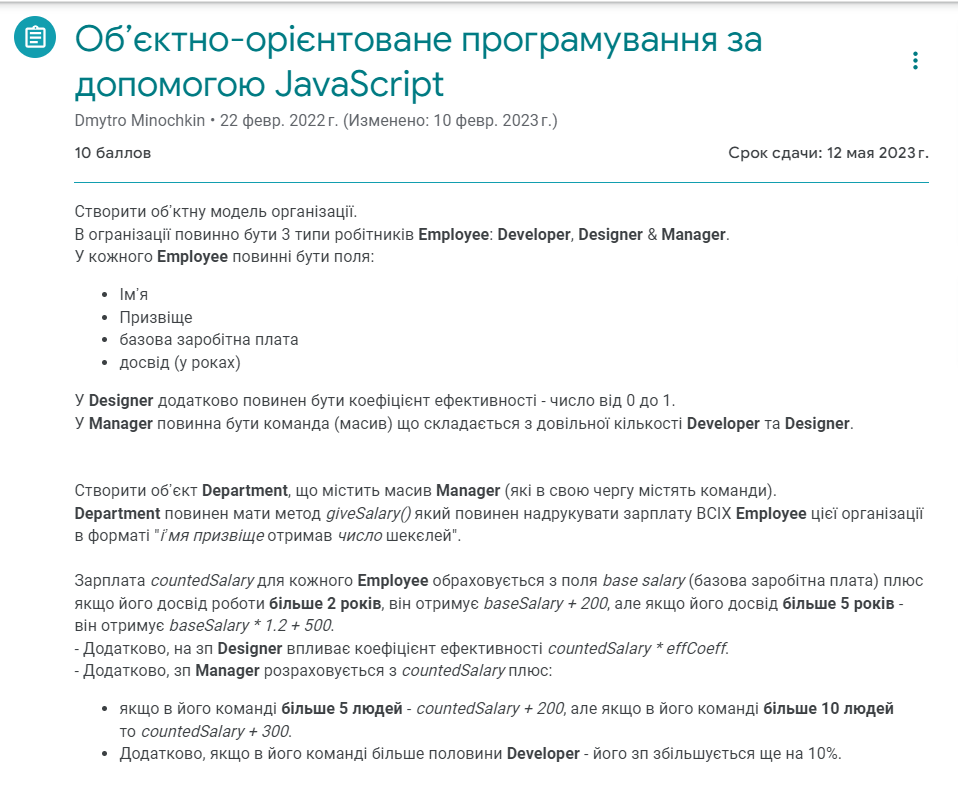 Об’єктно-орієнтоване програмування за
допомогою JavaScript
Dmytro Minochkin • 22 февр. 2022 г. (Изменено: 10 февр. 2023 г.)
10 баллов
Срок сдачи: 12 мая 2023 г.
Створити об’ктну модель організації.
В огранізації повинно бути 3 типи робітників Employee: Developer, Designer & Manager.
У кожного Employee повинні бути поля:
• Ім’я
• Призвіще
• базова заробітна плата
• досвід (у роках)
У Designer додатково повинен бути коефіцієнт ефективності - число від 0 до 1.
У Manager повинна бути команда (масив) що складається з довільної кількості Developer та Designer.
Створити об’єкт Department, що містить масив Manager (які в свою чергу містять команди).
Department повинен мати метод giveSalary() який повинен надрукувати зарплату ВСІХ Employee цієї організації
в форматі "і’мя призвіще отримав число шекєлей".
Зарплата countedSalary для кожного Employee обраховується з поля base salary (базова заробітна плата) плюс
якщо його досвід роботи більше 2 років, він отримує baseSalary + 200, але якщо його досвід більше 5 років -
він отримує baseSalary * 1.2 + 500.
- Додатково, на зп Designer впливає коефіцієнт ефективності countedSalary * effCoeff.
- Додатково, зп Manager розраховується з countedSalary плюс:
• якщо в його команді більше 5 людей - countedSalary + 200, але якщо в його команді більше 10 людей
то countedSalary + 300.
• Додатково, якщо в його команді більше половини Developer - його зп збільшується ще на 10%.